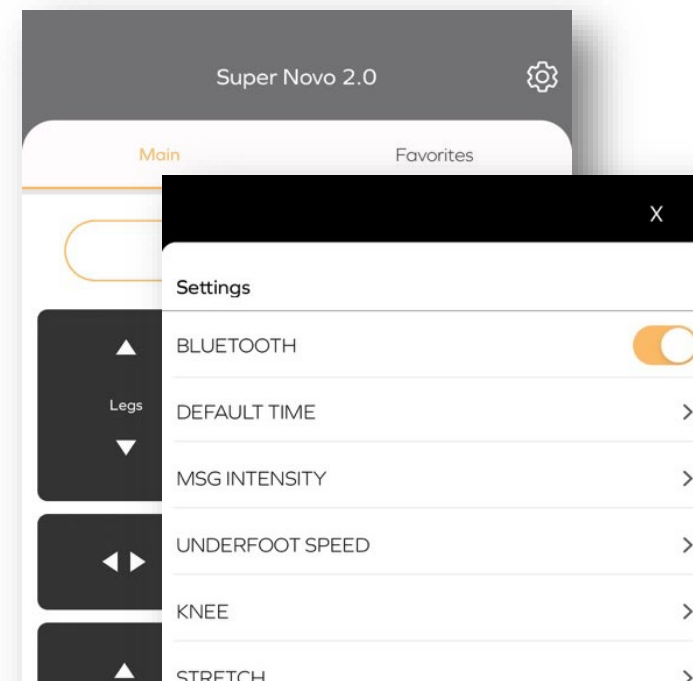 Super Novo 2.0
Main Favorites
X
Settings
BLUETOOTH
Legs
DEFAULT TIME
MSG INTENSITY
UNDERFOOT SPEED
KNEE
STRETCH